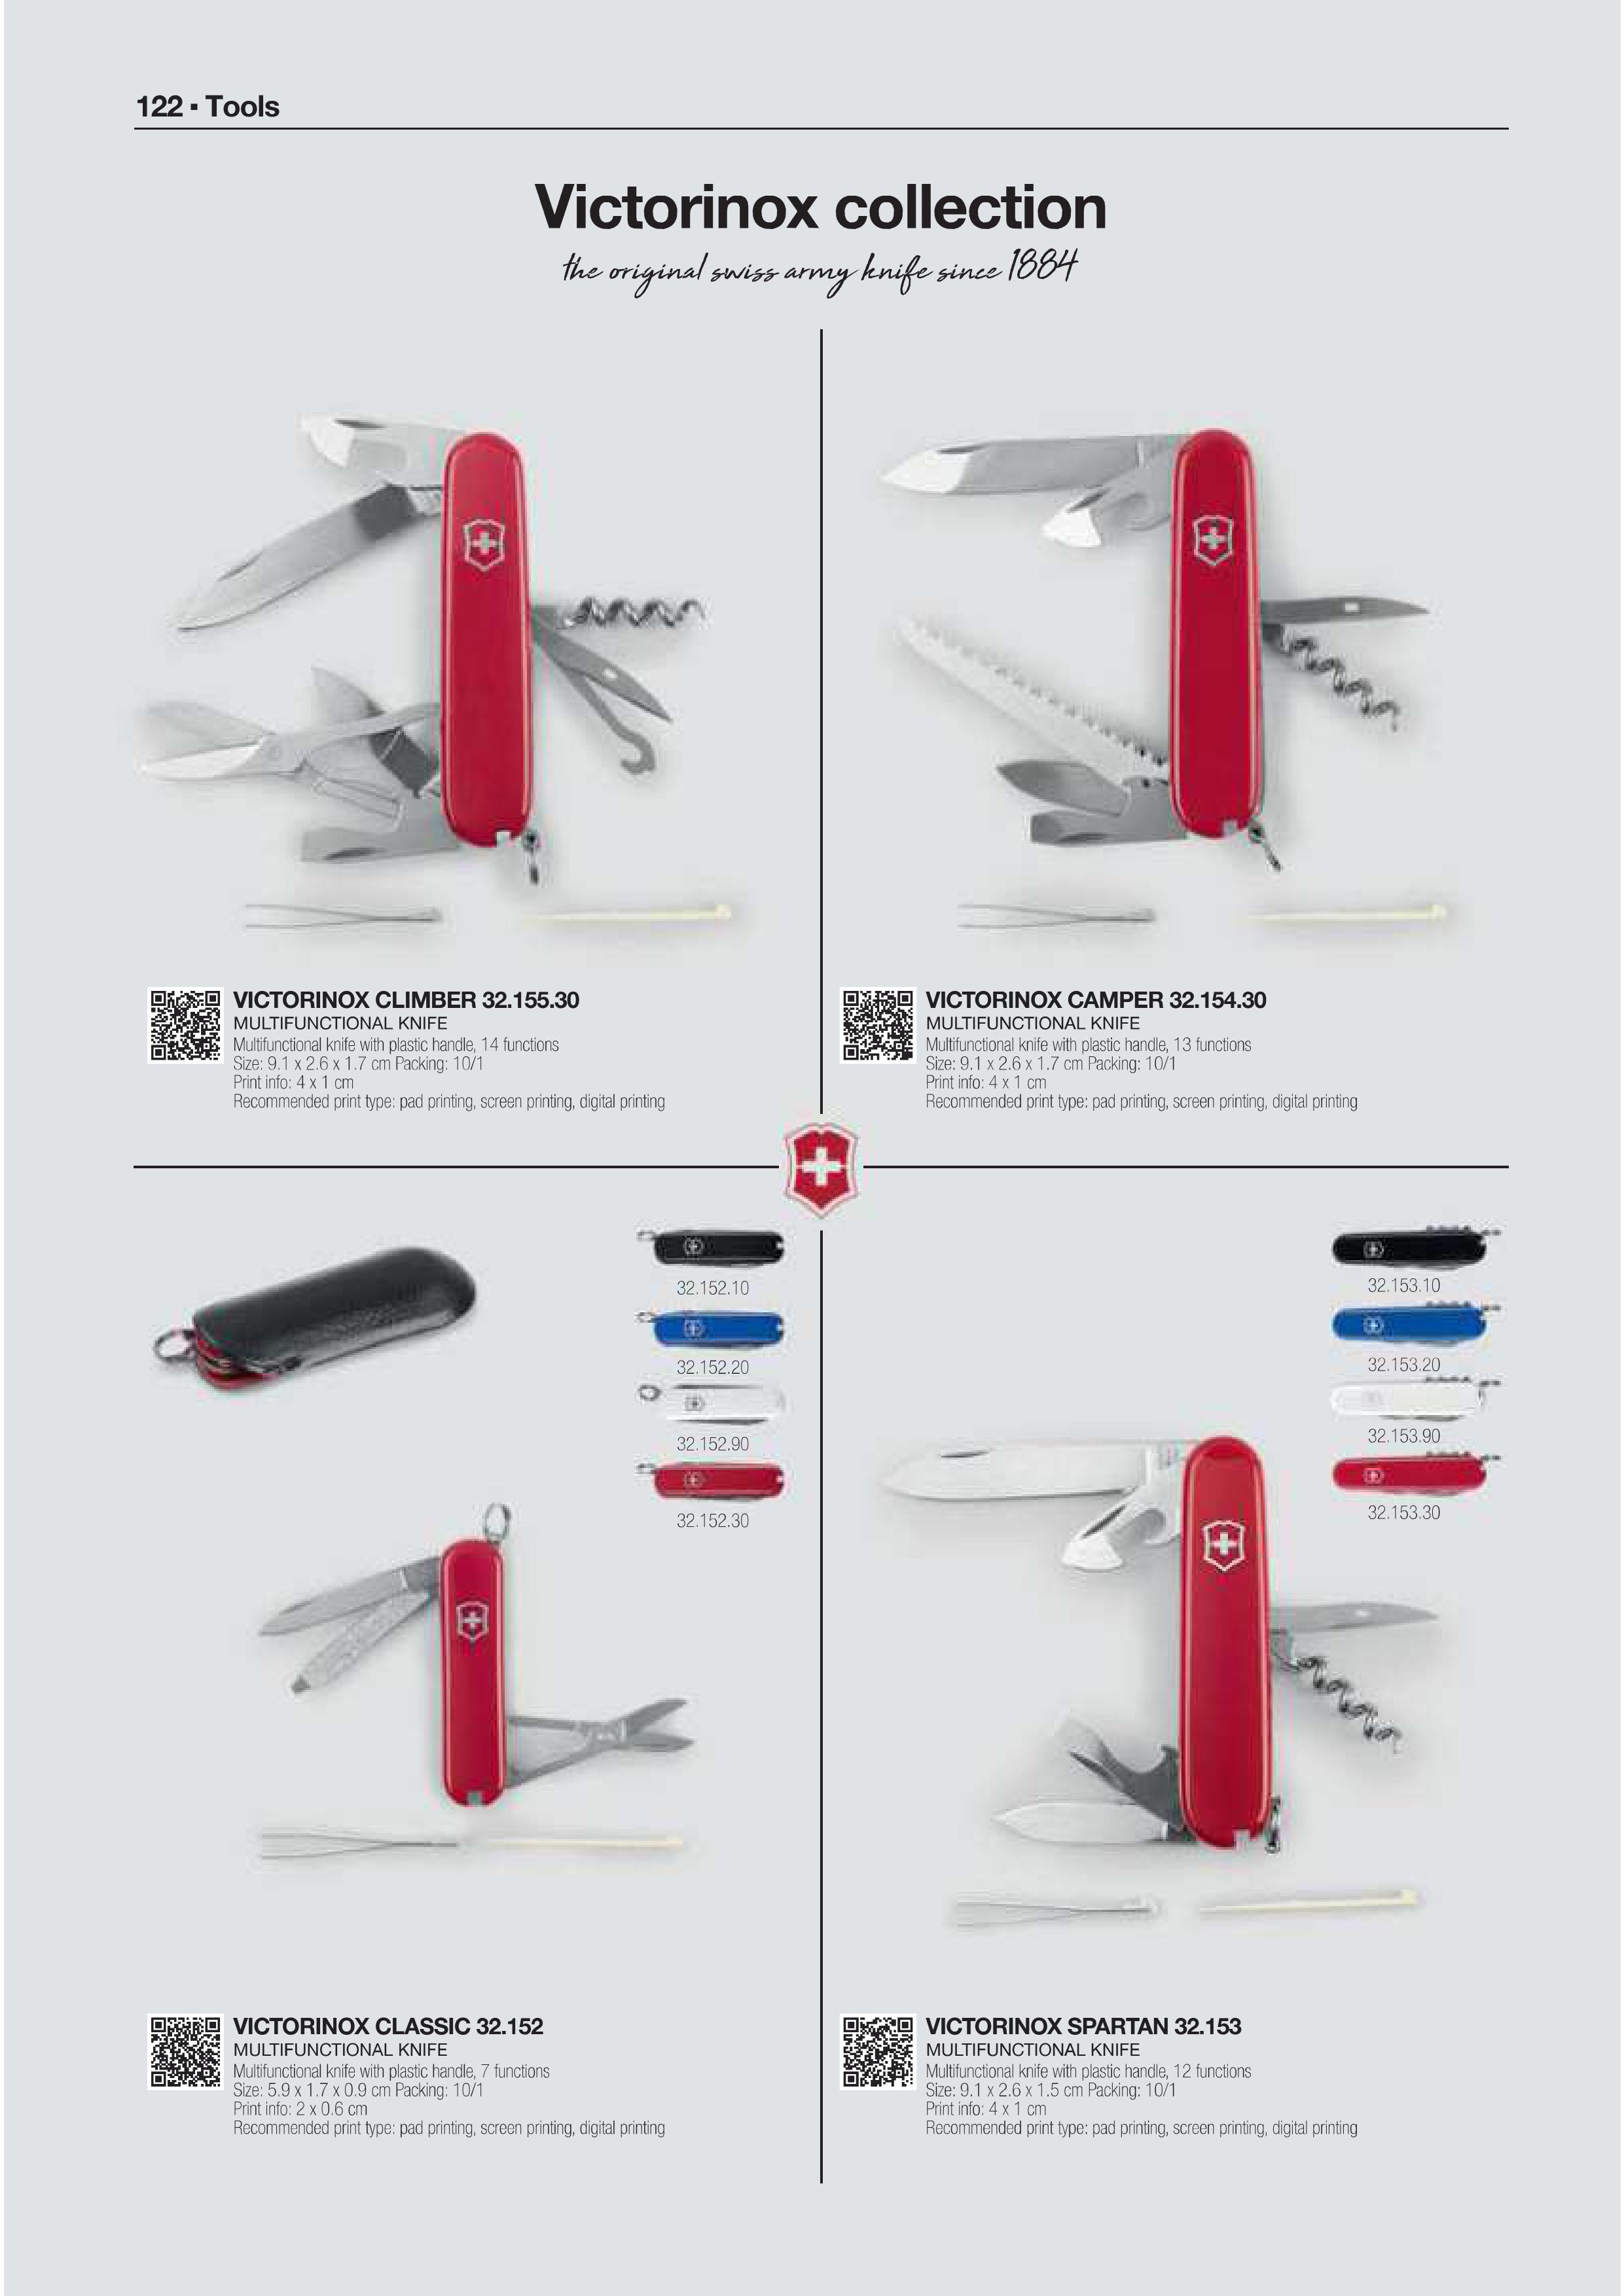 122 ▪ Tools
Victorinox collection
the original swiss army knife since 1884
VICTORINOX CLIMBER 32.155.30
MULTIFUNCTIONAL KNIFE
Multifunctional knife with plastic handle, 14 functions
Size: 9.1 x 2.6 x 1.7 cm Packing: 10/1
Print info: 4 x 1 cm
Recommended print type: pad printing, screen printing, digital printing
VICTORINOX CAMPER 32.154.30
MULTIFUNCTIONAL KNIFE
Multifunctional knife with plastic handle, 13 functions
Size: 9.1 x 2.6 x 1.7 cm Packing: 10/1
Print info: 4 x 1 cm
Recommended print type: pad printing, screen printing, digital printing
32.152.10
32.152.20
32.152.90
32.152.30
32.153.10
32.153.20
32.153.90
32.153.30
VICTORINOX CLASSIC 32.152
MULTIFUNCTIONAL KNIFE
Multifunctional knife with plastic handle, 7 functions
Size: 5.9 x 1.7 x 0.9 cm Packing: 10/1
Print info: 2 x 0.6 cm
Recommended print type: pad printing, screen printing, digital printing
VICTORINOX SPARTAN 32.153
MULTIFUNCTIONAL KNIFE
Multifunctional knife with plastic handle, 12 functions
Size: 9.1 x 2.6 x 1.5 cm Packing: 10/1
Print info: 4 x 1 cm
Recommended print type: pad printing, screen printing, digital printing